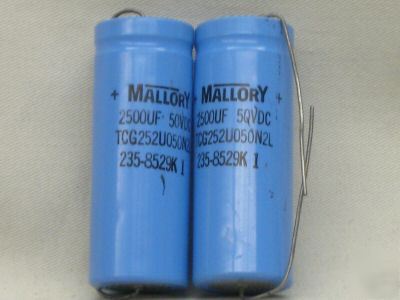 + MALLORY
2500UF 50VDC
TCG252U050N2L
235-8529K I
+ MALLORY +
2500UF 50VDC
TCG252U050N2L
235-8529K I